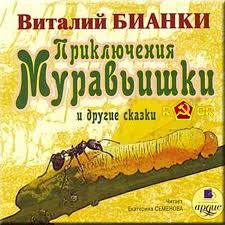 Виталий БИАНКИ
Приключения
Муравьишки
и другие сказки
Читает
Екатерина СЕМЕНОВА
ардис